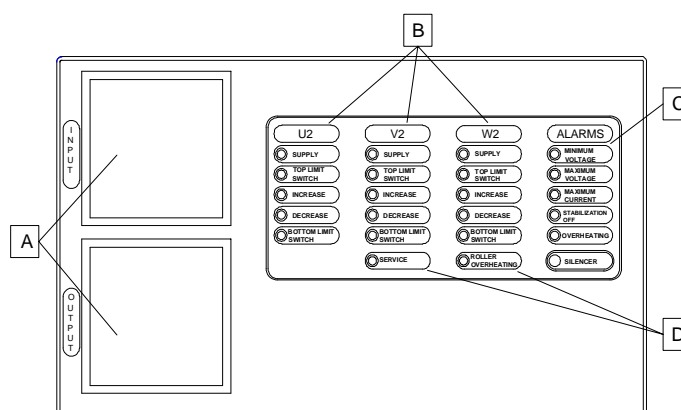 B
C
U2 V2 W2 ALARMS
SUPPLY SUPPLY SUPPLY MINIMUM VOLTAGE
TOP LIMIT SWITCH TOP LIMIT SWITCH TOP LIMIT SWITCH MAXIMUM VOLTAGE
INCREASE INCREASE INCREASE MAXIMUM CURRENT
DECREASE DECREASE DECREASE STABILIZATION OFF
BOTTOM LIMIT SWITCH BOTTOM LIMIT SWITCH BOTTOM LIMIT SWITCH OVERHEATING
SERVICE ROLLER OVERHEATING SILENCER
INPUT
A
OUTPUT
D